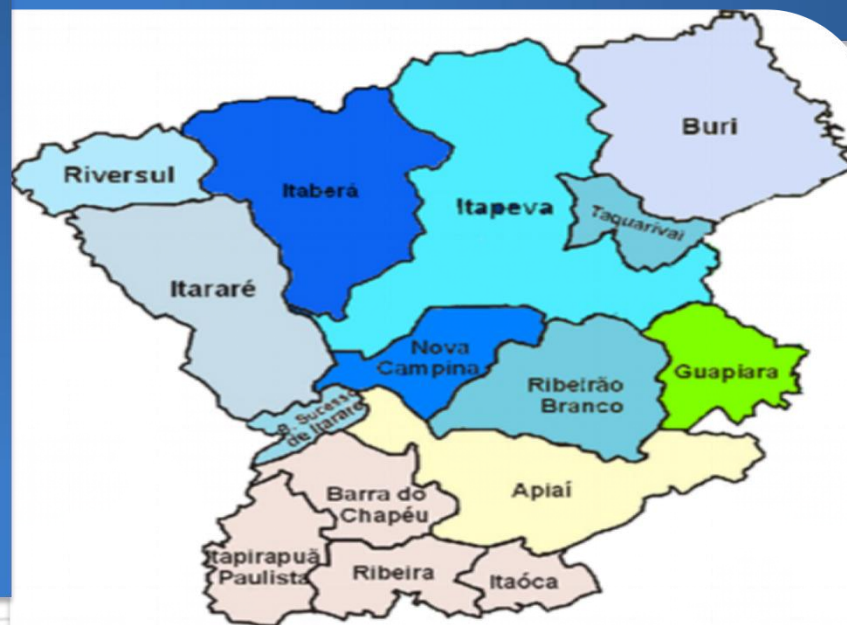 Buri
Riversul
Itaberá
Itapeva
Taquarivaí
Itararé
Nova
Campina
Guapiara
Ribeirão
Branco
B. Sucesso
de Itararé
Apiaí
Barra do
Chapéu
Itapirapuã
Paulista
Ribeira
Itaóca